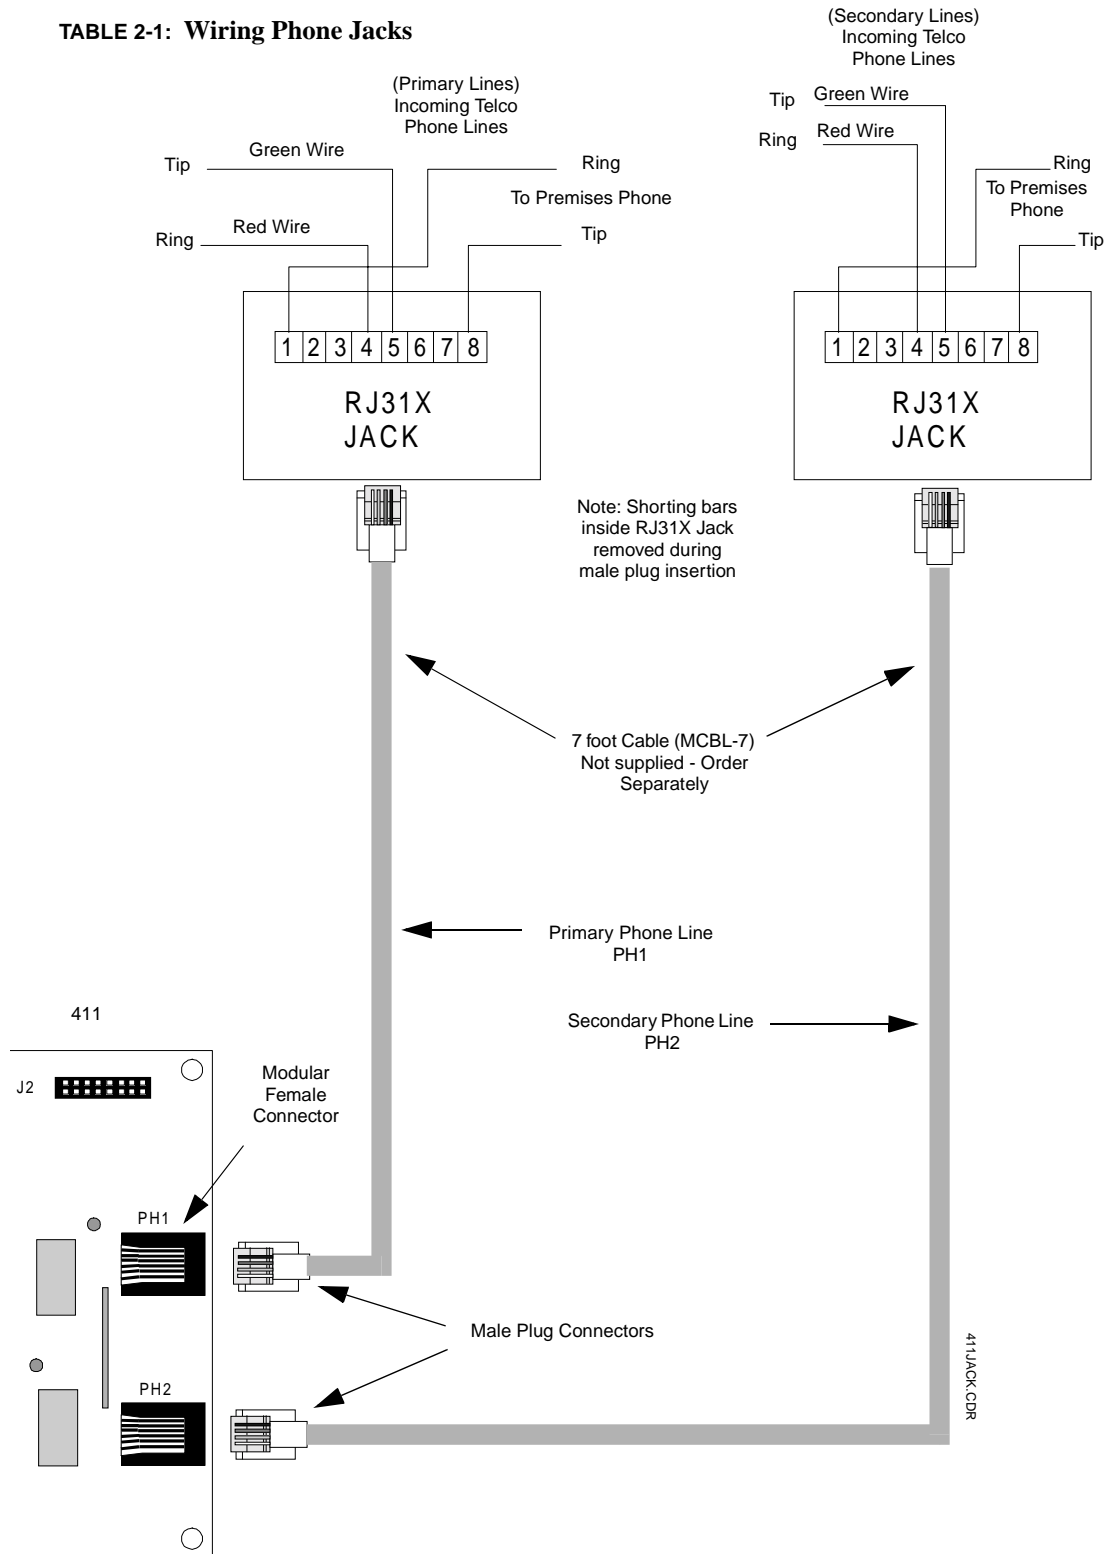 TABLE 2-1: Wiring Phone Jacks
(Primary Lines)
Incoming Telco
Phone Lines
Tip
Green Wire
Ring
To Premises Phone
Ring
Red Wire
Tip
1 2 3 4 5 6 7 8
RJ31X
JACK
(Secondary Lines)
Incoming Telco
Phone Lines
Tip
Green Wire
Ring
Red Wire
Ring
To Premises
Phone
Tip
1 2 3 4 5 6 7 8
RJ31X
JACK
Note: Shorting bars
inside RJ31X Jack
removed during
male plug insertion
7 foot Cable (MCBL-7)
Not supplied - Order
Separately
Primary Phone Line
PH1
Secondary Phone Line
PH2
411
J2
Modular
Female
Connector
PH1
Male Plug Connectors
PH2
411JACK.CDR